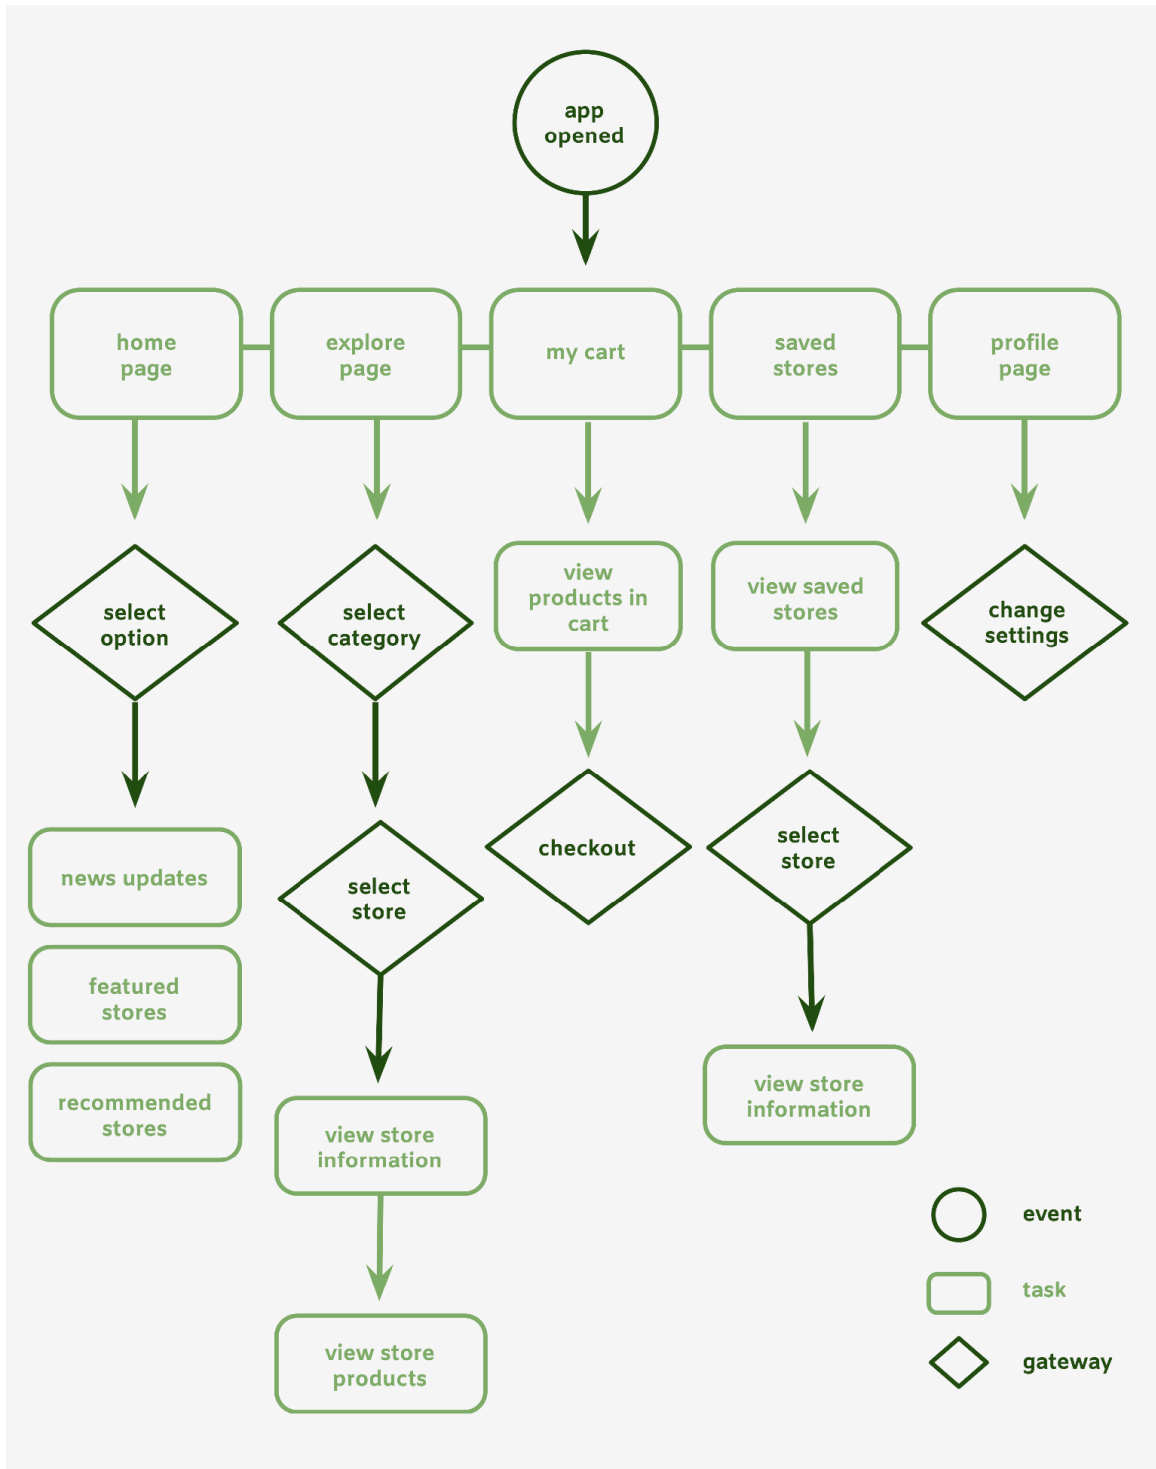 app
opened
home
page
explore
page
my cart
saved
stores
profile
page
select
option
select
category
view
products in
cart
view saved
stores
change
settings
news updates
featured
stores
recommended
stores
select
store
checkout
select
store
view store
information
view store
products
view store
information
event
task
gateway